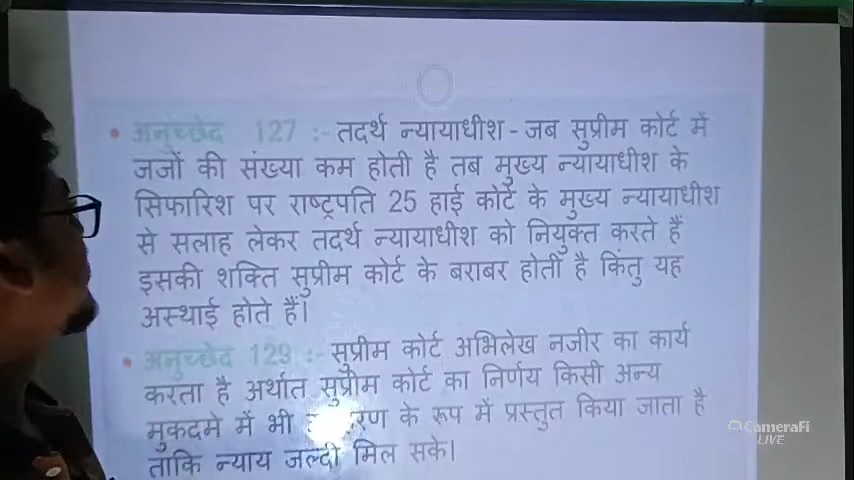 अनुच्छेद 127 :- तदर्थ न्यायाधीश - जब सुप्रीम कोर्ट में
जजों की संख्या कम होती है तब मुख्य न्यायाधीश के
सिफारिश पर राष्ट्रपति 25 हाई कोर्ट के मुख्य न्यायाधीश
से सलाह लेकर तदर्थ न्यायाधीश को नियुक्त करते हैं
इसकी शक्ति सुप्रीम कोर्ट के बराबर होती है किंतु यह
अस्थाई होते हैं।
अनुच्छेद 129 :- सुप्रीम कोर्ट अभिलेख नजीर का कार्य
करता है अर्थात सुप्रीम कोर्ट का निर्णय किसी अन्य
मुकदमे में भी के रूप में प्रस्तुत किया जाता है
ताकि न्याय जल्दी मिल सके।
CameraFi
LIVE